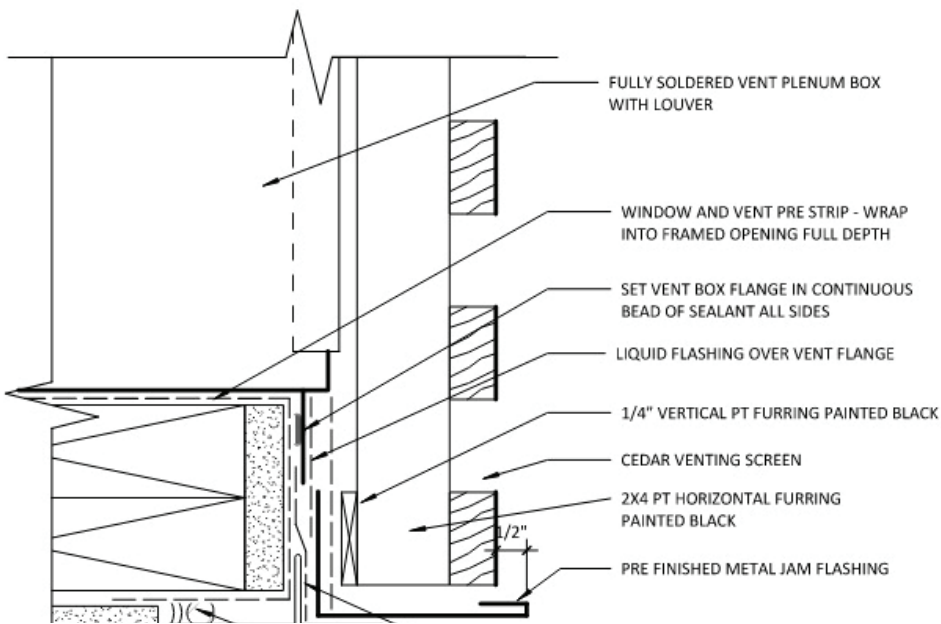 FULLY SOLDERED VENT PLENUM BOX
WITH LOUVER
WINDOW AND VENT PRE STRIP - WRAP
INTO FRAMED OPENING FULL DEPTH
SET VENT BOX FLANGE IN CONTINUOUS
BEAD OF SEALANT ALL SIDES
LIQUID FLASHING OVER VENT FLANGE
1/4" VERTICAL PT FURRING PAINTED BLACK
CEDAR VENTING SCREEN
2X4 PT HORIZONTAL FURRING
PAINTED BLACK
1/2"
PRE FINISHED METAL JAM FLASHING